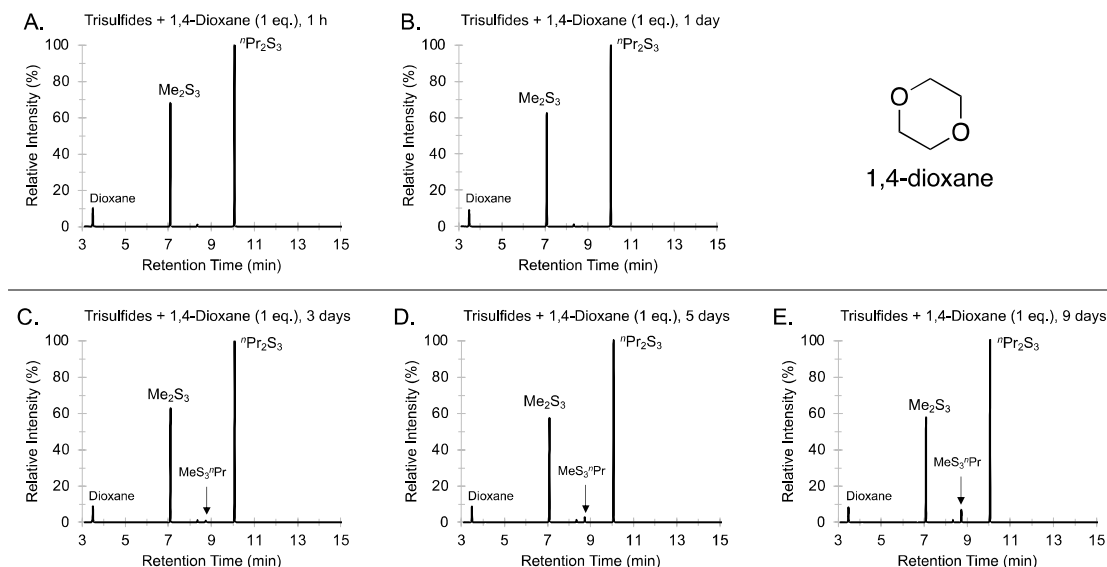 A. Trisulfides + 1,4-Dioxane (1 eq.), 1 h
Relative Intensity (%)
100
80
60
40
20
0
Dioxane
Me₂S₃
ⁿPr₂S₃
3 5 7 9 11 13 15
Retention Time (min)
B. Trisulfides + 1,4-Dioxane (1 eq.), 1 day
Relative Intensity (%)
100
80
60
40
20
0
Dioxane
Me₂S₃
ⁿPr₂S₃
3 5 7 9 11 13 15
Retention Time (min)
O
O
1,4-dioxane
C. Trisulfides + 1,4-Dioxane (1 eq.), 3 days
Relative Intensity (%)
100
80
60
40
20
0
Dioxane
Me₂S₃
MeS₃ⁿPr
ⁿPr₂S₃
3 5 7 9 11 13 15
Retention Time (min)
D. Trisulfides + 1,4-Dioxane (1 eq.), 5 days
Relative Intensity (%)
100
80
60
40
20
0
Dioxane
Me₂S₃
MeS₃ⁿPr
ⁿPr₂S₃
3 5 7 9 11 13 15
Retention Time (min)
E. Trisulfides + 1,4-Dioxane (1 eq.), 9 days
Relative Intensity (%)
100
80
60
40
20
0
Dioxane
Me₂S₃
MeS₃ⁿPr
ⁿPr₂S₃
3 5 7 9 11 13 15
Retention Time (min)